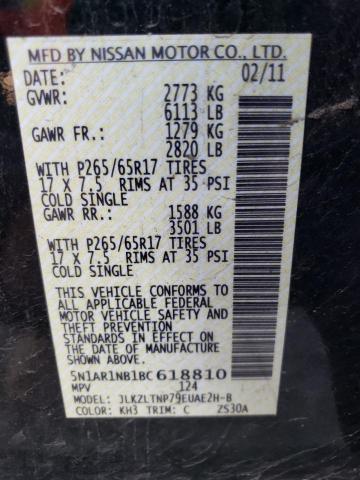 MFD BY NISSAN MOTOR CO., LTD.
DATE: 02/11
GVWR: 2773 KG
6113 LB
GAWR FR: 1279 KG
2820 LB
WITH P265/65R17 TIRES
17 X 7.5 RIMS AT 35 PSI
COLD SINGLE
GAWR RR: 1588 KG
3501 LB
WITH P265/65R17 TIRES
17 X 7.5 RIMS AT 35 PSI
COLD SINGLE
THIS VEHICLE CONFORMS TO
ALL APPLICABLE FEDERAL
MOTOR VEHICLE SAFETY AND
THEFT PREVENTION
STANDARDS IN EFFECT ON
THE DATE OF MANUFACTURE
SHOWN ABOVE.
5N1AR1NB1BC618810
MPV 124
MODEL: JLKZLTNP79EUAE2H-B
COLOR: KH3 TRIM: C ZS30A